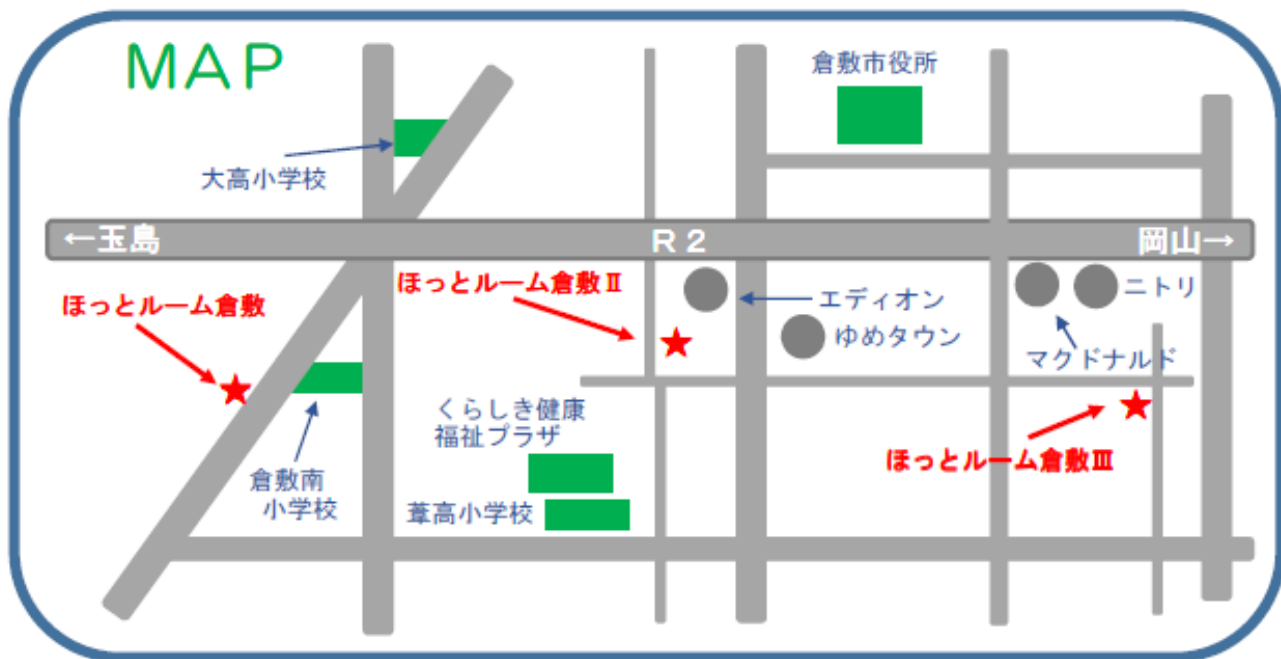 MAP
倉敷市役所
大高小学校
←玉島
R2
岡山→
ほっとルーム倉敷
ほっとルーム倉敷Ⅱ
エディオン
ゆめタウン
ニトリ
マクドナルド
くらしき健康
福祉プラザ
ほっとルーム倉敷Ⅲ
倉敷南
小学校
葦高小学校